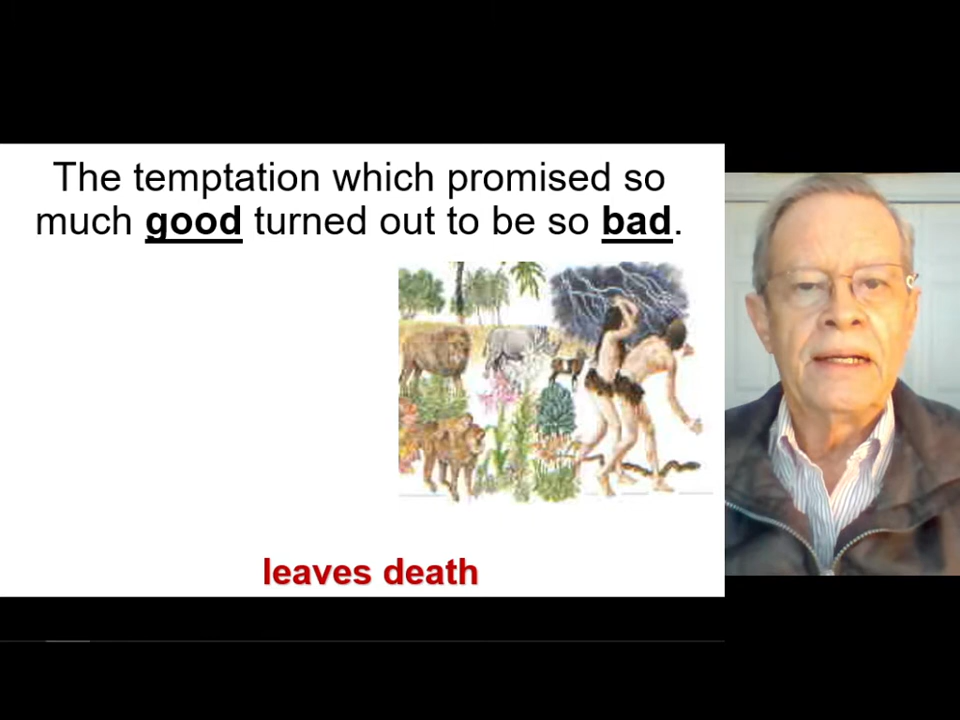 The temptation which promised so
much good turned out to be so bad.
leaves death